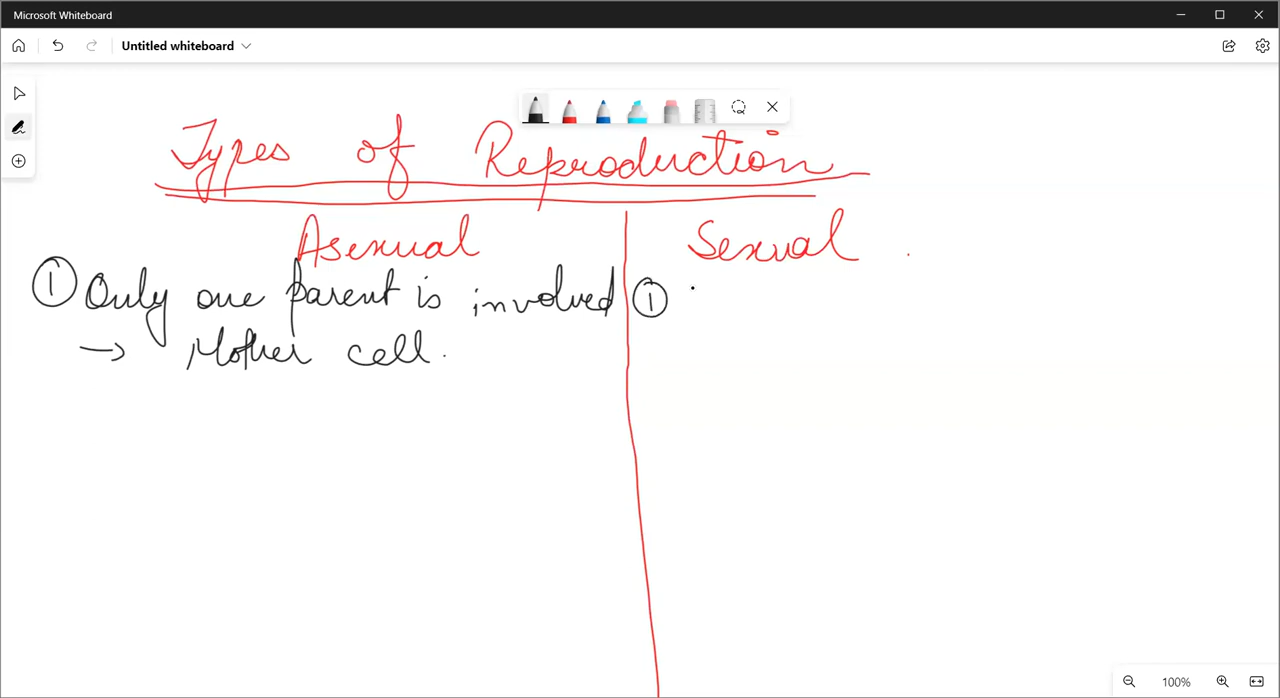 Microsoft Whiteboard
Untitled whiteboard
Types of Reproduction
Asexual
Sexual
① Only one parent is involved
→ Mother cell.
①
100%